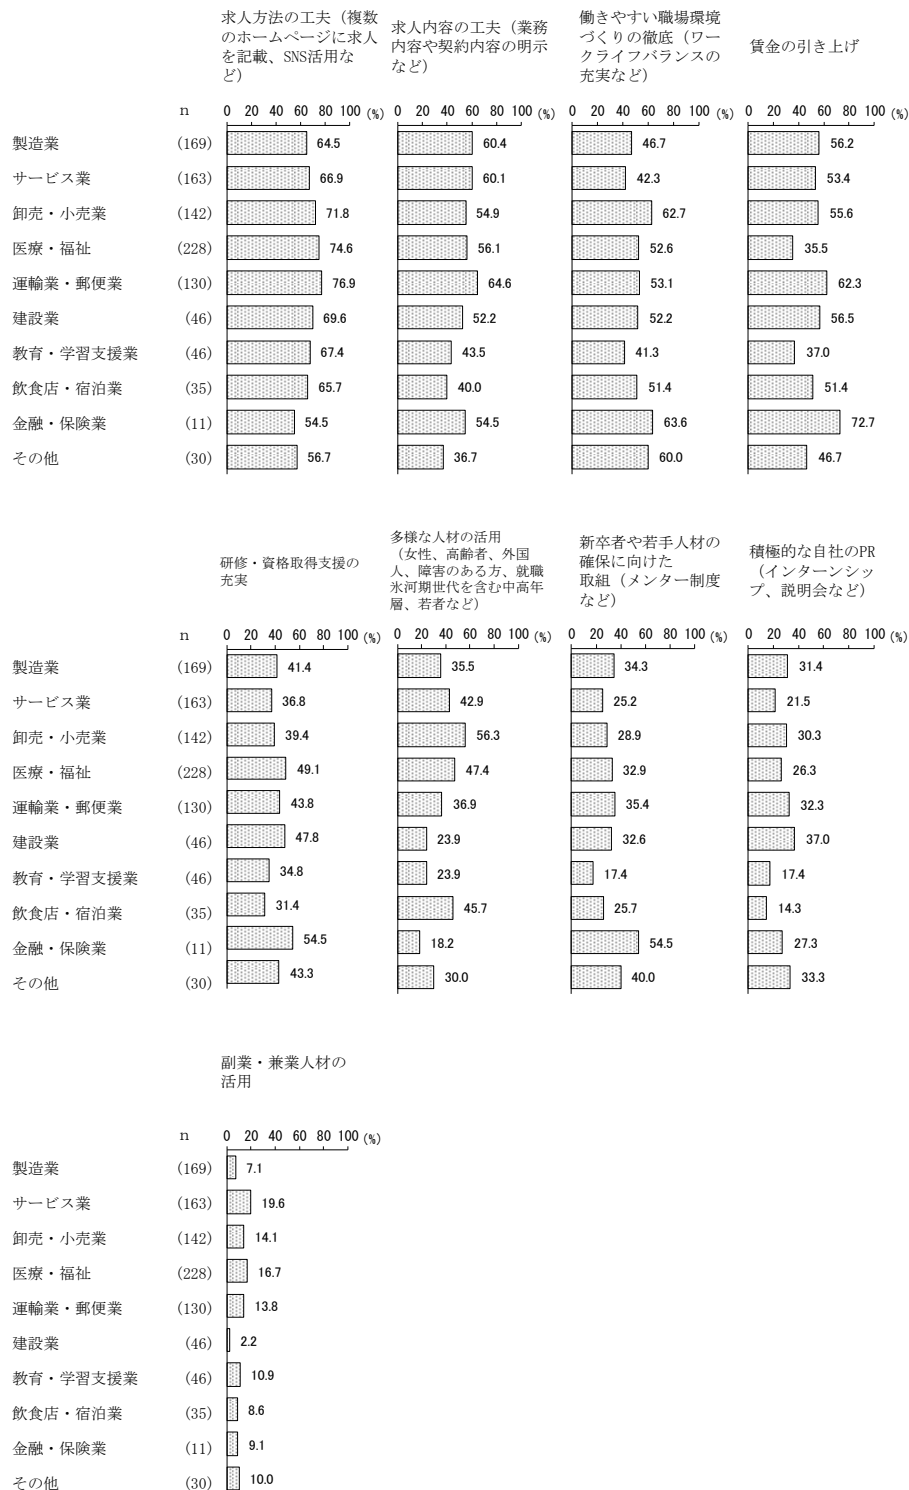 求人方法の工夫（複数
のホームページに求人
を記載、SNS活用な
ど）
求人内容の工夫（業務
内容や契約内容の明示
など）
働きやすい職場環境
づくりの徹底（ワー
クライフバランスの
充実など）
賃金の引き上げ
n 0 20 40 60 80 100 (%) 0 20 40 60 80 100 (%) 0 20 40 60 80 100 (%) 0 20 40 60 80 100 (%)
製造業 (169) 64.5 60.4 46.7 56.2
サービス業 (163) 66.9 60.1 42.3 53.4
卸売・小売業 (142) 71.8 54.9 62.7 55.6
医療・福祉 (228) 74.6 56.1 52.6 35.5
運輸業・郵便業 (130) 76.9 64.6 53.1 62.3
建設業 (46) 69.6 52.2 52.2 56.5
教育・学習支援業 (46) 67.4 43.5 41.3 37.0
飲食店・宿泊業 (35) 65.7 40.0 51.4 51.4
金融・保険業 (11) 54.5 54.5 63.6 72.7
その他 (30) 56.7 36.7 60.0 46.7
研修・資格取得支援の
充実
多様な人材の活用
（女性、高齢者、外国
人、障害のある方、就職
氷河期世代を含む中高年
層、若者など）
新卒者や若手人材の
確保に向けた
取組（メンター制度
など）
積極的な自社のPR
（インターンシッ
プ、説明会など）
n 0 20 40 60 80 100 (%) 0 20 40 60 80 100 (%) 0 20 40 60 80 100 (%) 0 20 40 60 80 100 (%)
製造業 (169) 41.4 35.5 34.3 31.4
サービス業 (163) 36.8 42.9 25.2 21.5
卸売・小売業 (142) 39.4 56.3 28.9 30.3
医療・福祉 (228) 49.1 47.4 32.9 26.3
運輸業・郵便業 (130) 43.8 36.9 35.4 32.3
建設業 (46) 47.8 23.9 32.6 37.0
教育・学習支援業 (46) 34.8 23.9 17.4 17.4
飲食店・宿泊業 (35) 31.4 45.7 25.7 14.3
金融・保険業 (11) 54.5 18.2 54.5 27.3
その他 (30) 43.3 30.0 40.0 33.3
副業・兼業人材の
活用
n 0 20 40 60 80 100 (%)
製造業 (169) 7.1
サービス業 (163) 19.6
卸売・小売業 (142) 14.1
医療・福祉 (228) 16.7
運輸業・郵便業 (130) 13.8
建設業 (46) 2.2
教育・学習支援業 (46) 10.9
飲食店・宿泊業 (35) 8.6
金融・保険業 (11) 9.1
その他 (30) 10.0